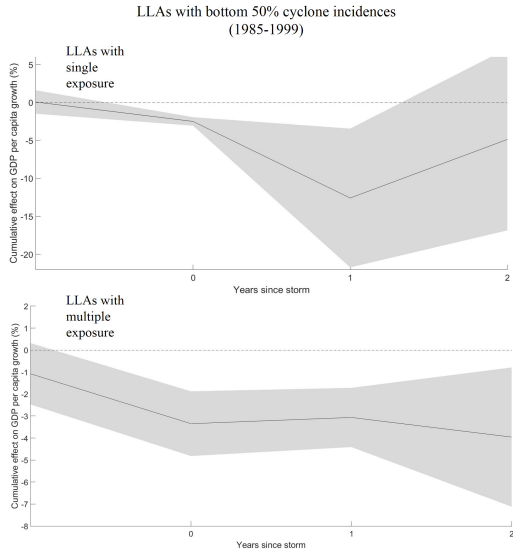 LLAs with bottom 50% cyclone incidences
(1985-1999)
LLAs with
single
exposure
Cumulative effect on GDP per capita growth (%)
5
0
-5
-10
-15
-20
0
1
2
Years since storm
LLAs with
multiple
exposure
Cumulative effect on GDP per capita growth (%)
2
1
0
-1
-2
-3
-4
-5
-6
-7
-8
0
1
2
Years since storm